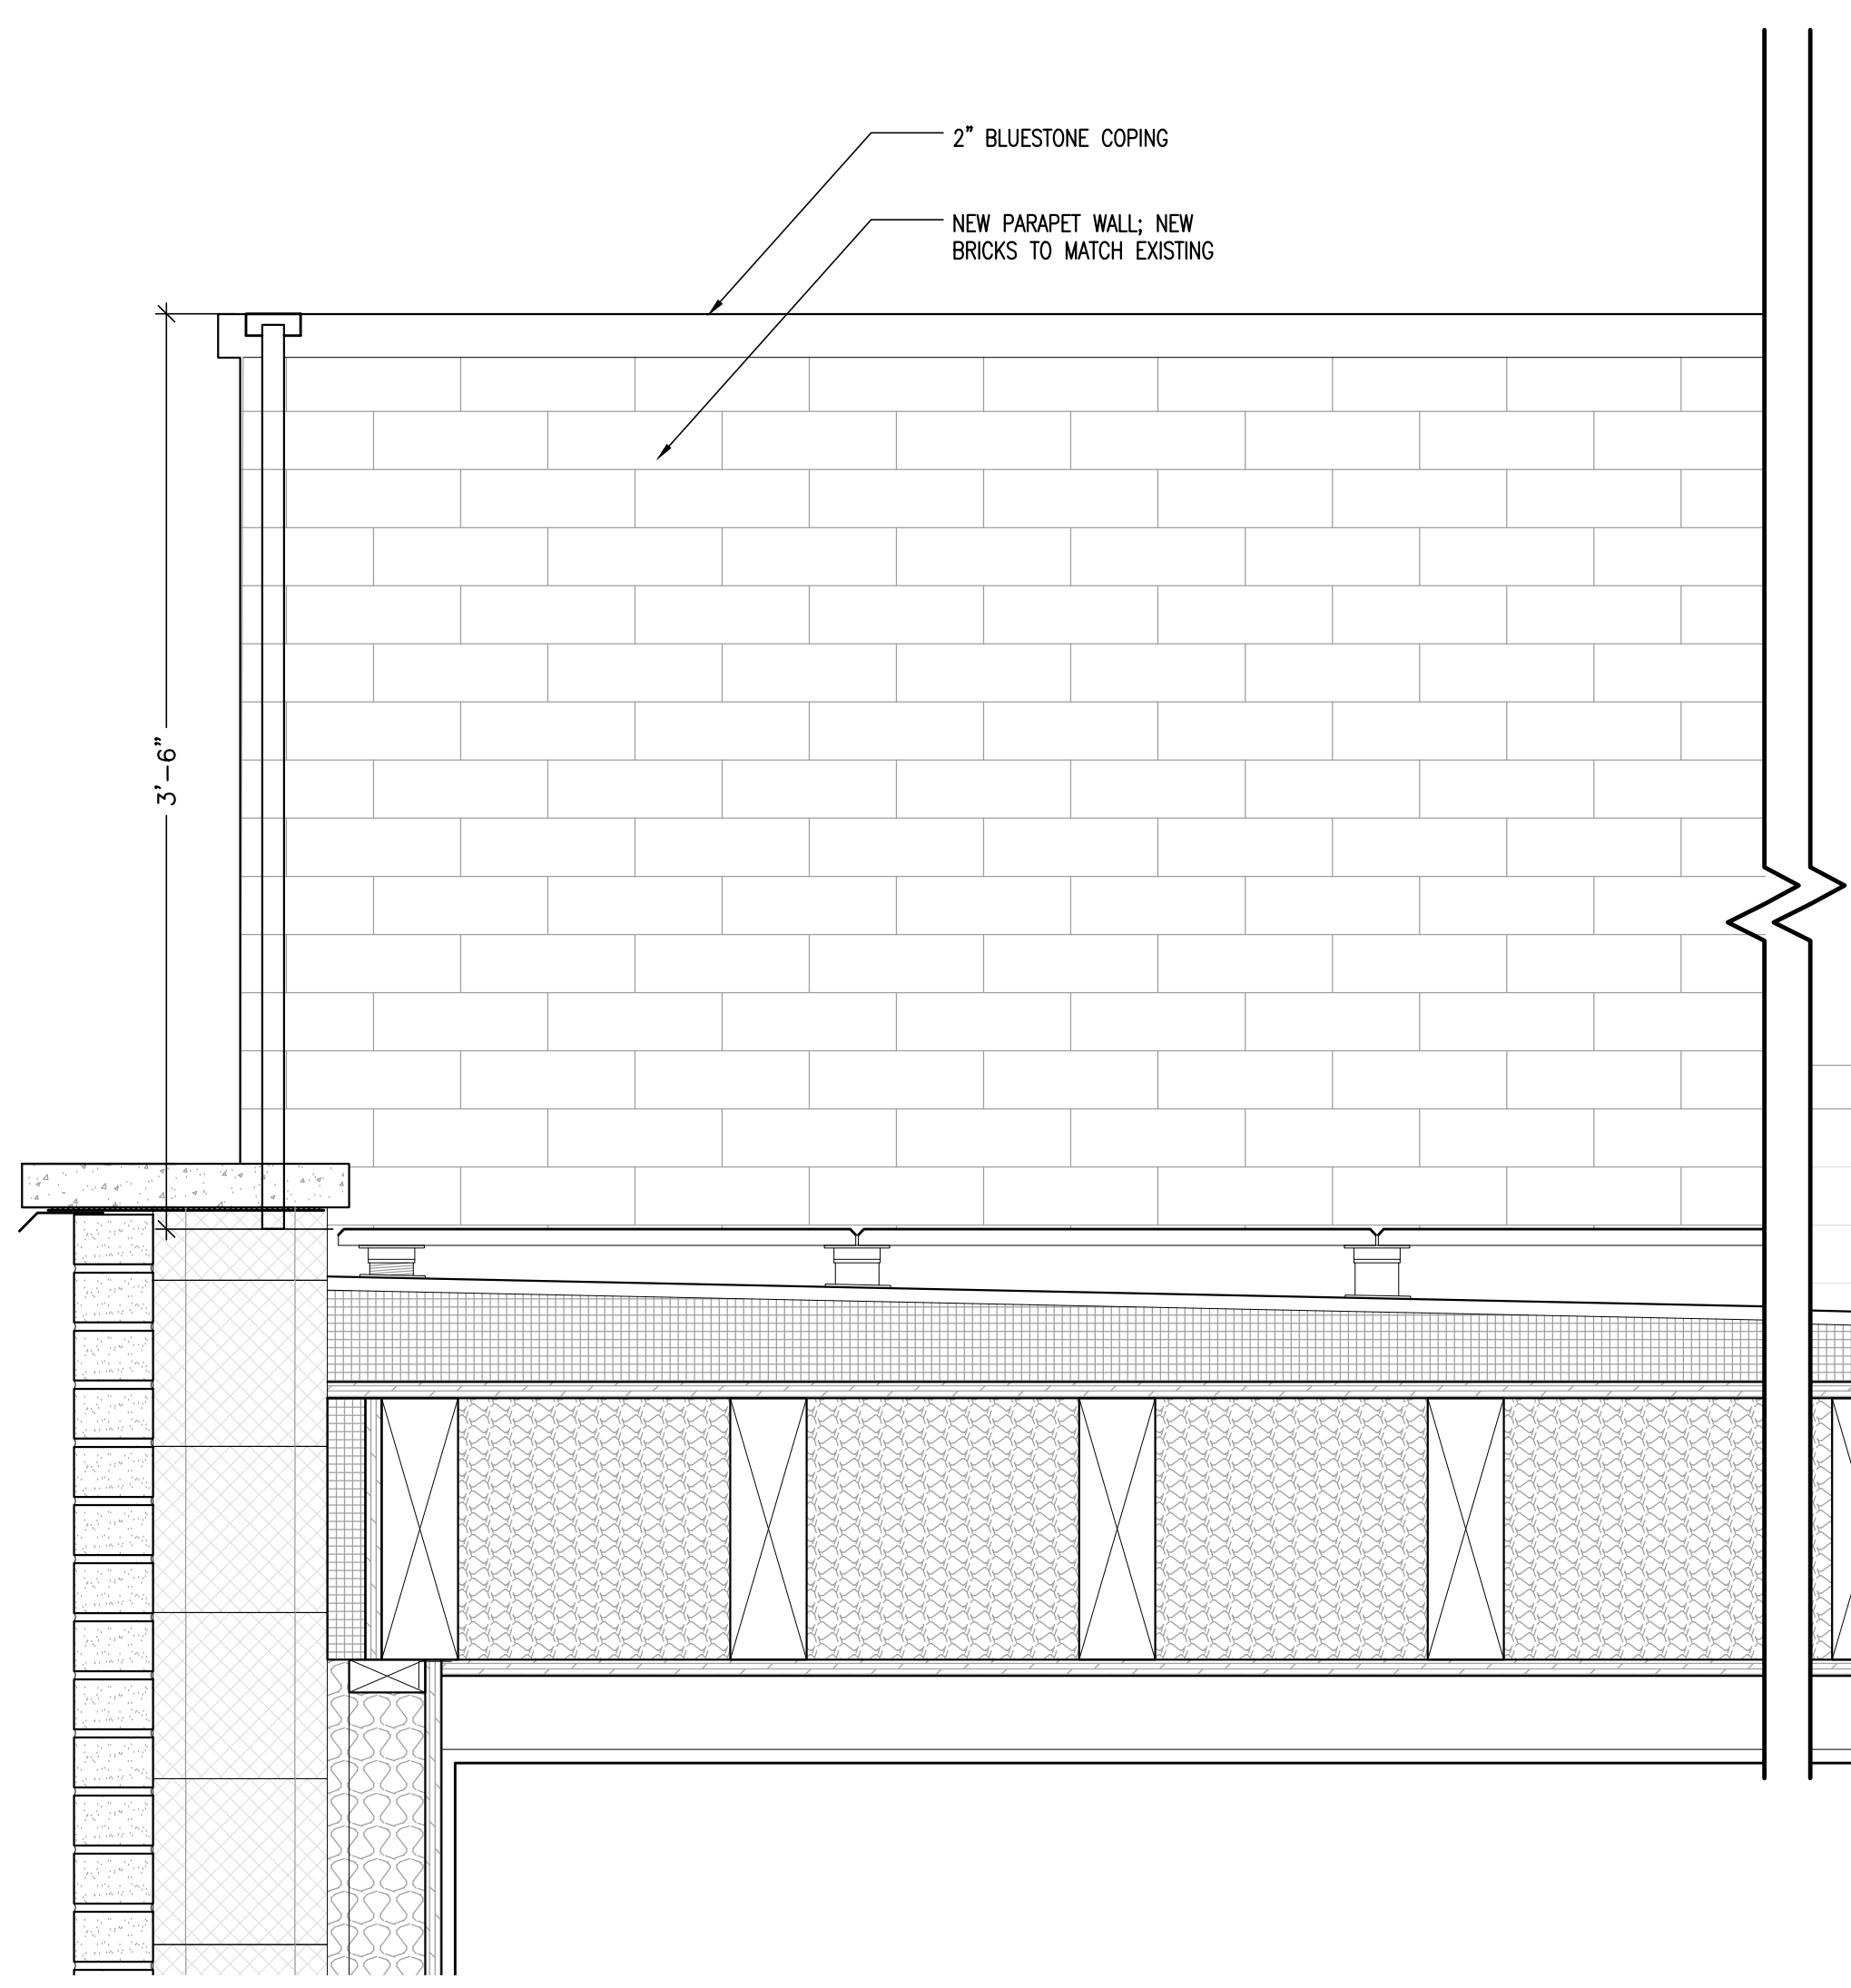 2" BLUESTONE COPING
NEW PARAPET WALL; NEW
BRICKS TO MATCH EXISTING
3'-6"